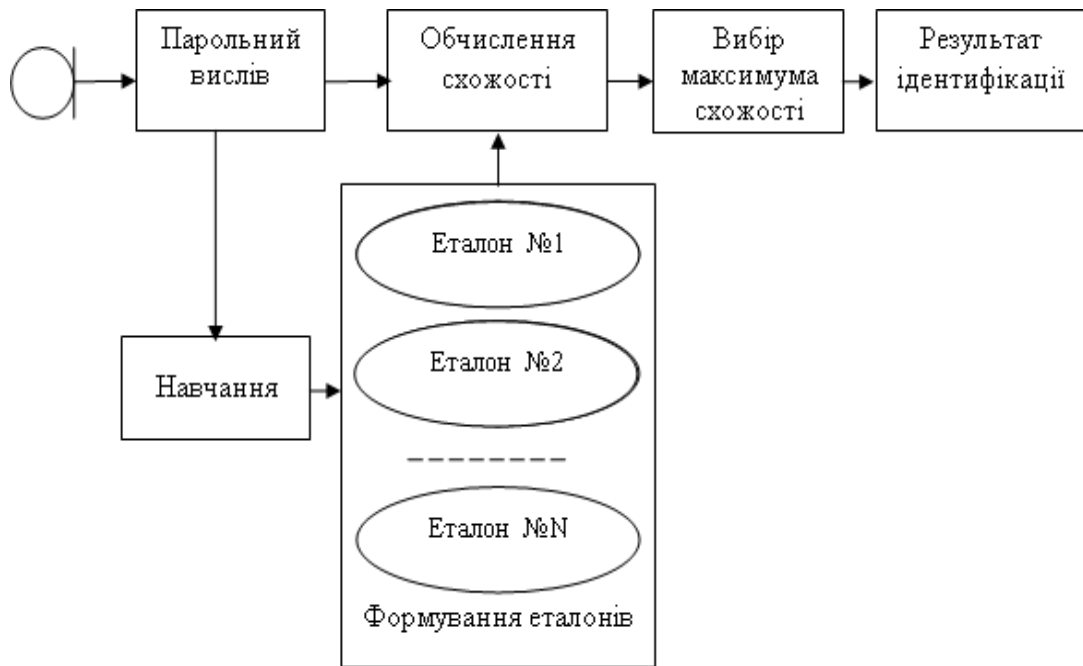 Парольний
вислів
Обчислення
схожості
Вибір
максимума
схожості
Результат
ідентифікації
Еталон №1
Еталон №2
Навчання
Еталон №N
Формування еталонів